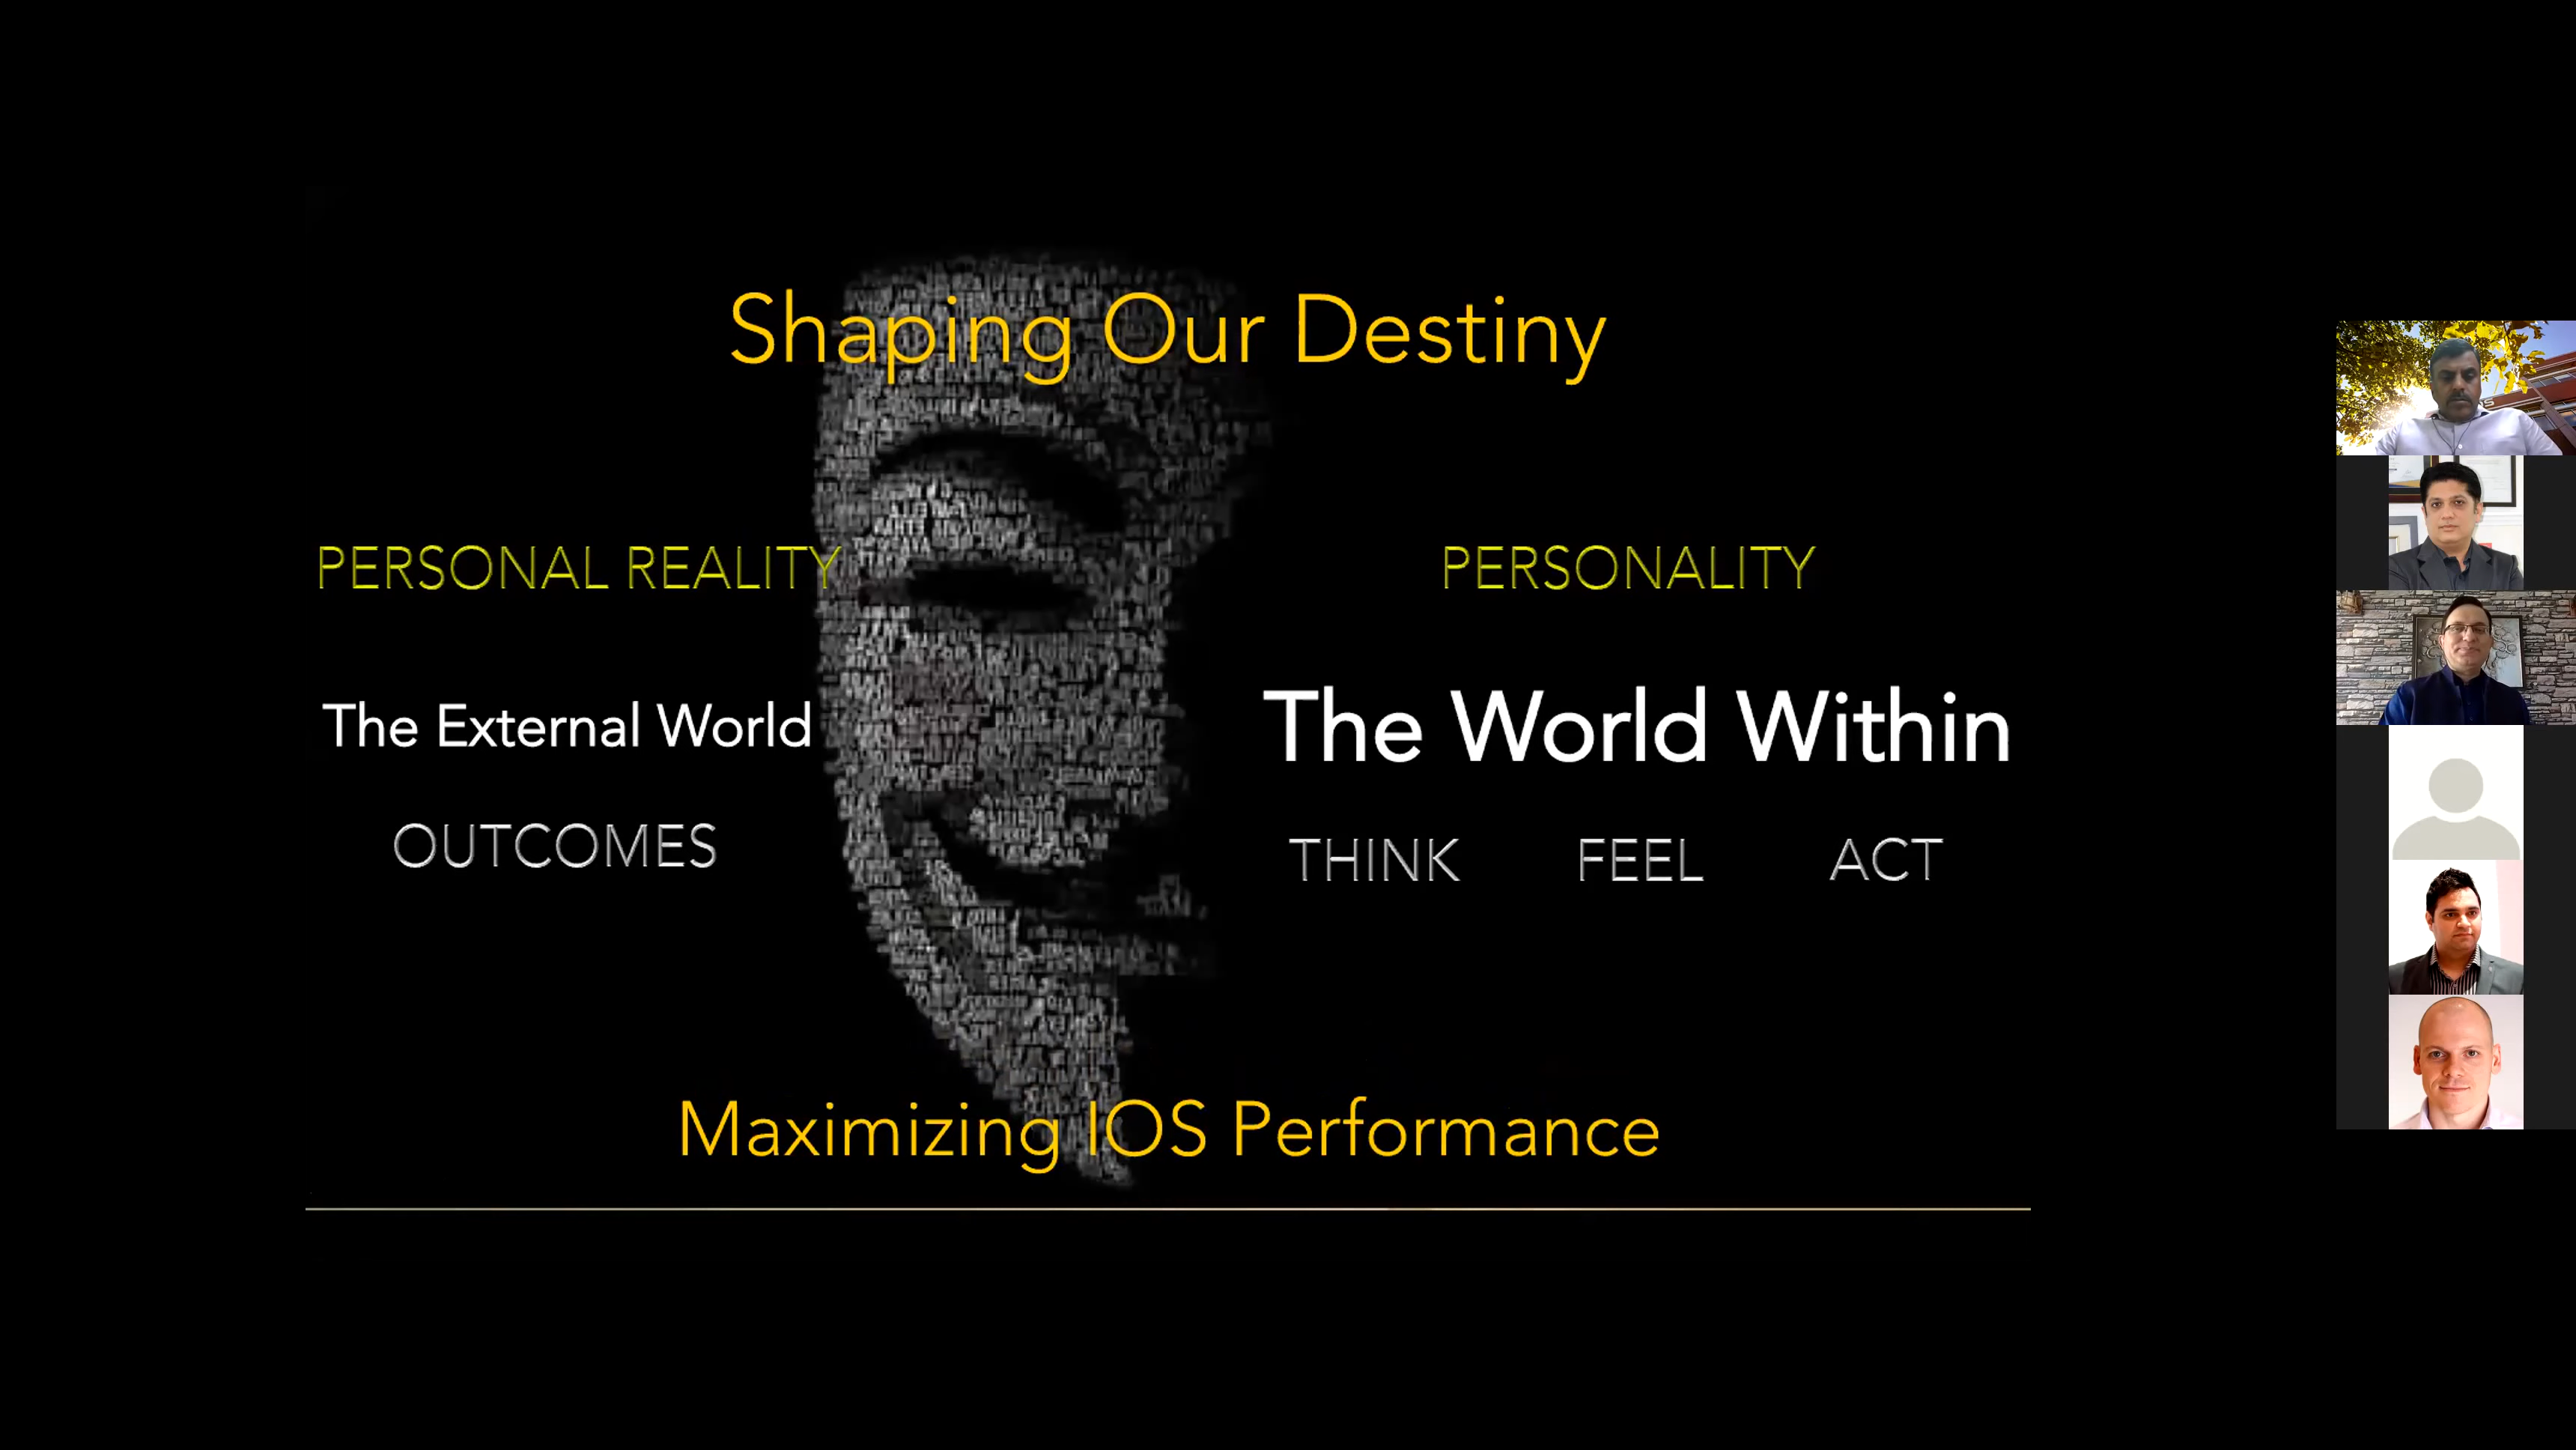 Shaping Our Destiny
PERSONAL REALITY
PERSONALITY
The External World
The World Within
OUTCOMES
THINK FEEL ACT
Maximizing IOS Performance